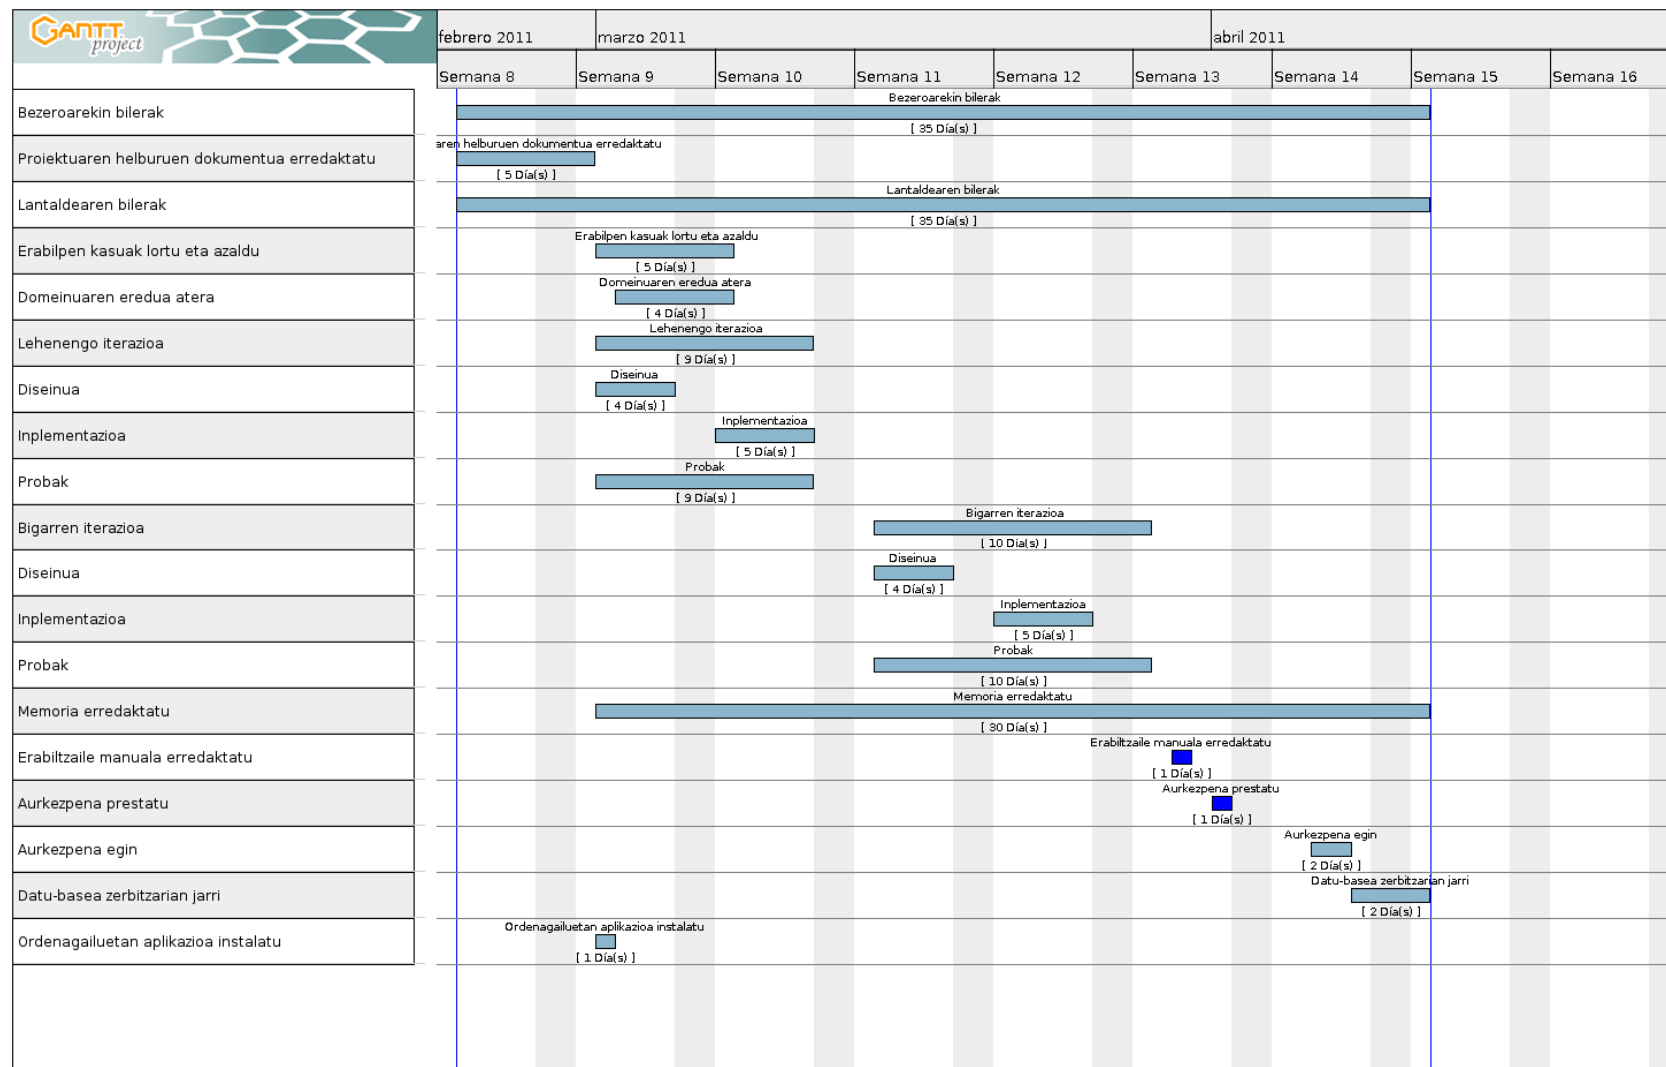 GANTT
project
febrero 2011 marzo 2011 abril 2011
Semana 8 Semana 9 Semana 10 Semana 11 Semana 12 Semana 13 Semana 14 Semana 15 Semana 16
Bezeroarekin bilerak Bezeroarekin bilerak
[ 35 Día(s) ]
Proiektuaren helburuen dokumentua erredaktatu aren helburuen dokumentua erredaktatu
[ 5 Día(s) ]
Lantaldearen bilerak Lantaldearen bilerak
[ 35 Día(s) ]
Erabilpen kasuak lortu eta azaldu Erabilpen kasuak lortu eta azaldu
[ 5 Día(s) ]
Domeinuaren eredua atera Domeinuaren eredua atera
[ 4 Día(s) ]
Lehenengo iterazioa Lehenengo iterazioa
[ 9 Día(s) ]
Diseinua Diseinua
[ 4 Día(s) ]
Inplementazioa Inplementazioa
[ 5 Día(s) ]
Probak Probak
[ 9 Día(s) ]
Bigarren iterazioa Bigarren iterazioa
[ 10 Día(s) ]
Diseinua Diseinua
[ 4 Día(s) ]
Inplementazioa Inplementazioa
[ 5 Día(s) ]
Probak Probak
[ 10 Día(s) ]
Memoria erredaktatu Memoria erredaktatu
[ 30 Día(s) ]
Erabiltzaile manuala erredaktatu Erabiltzaile manuala erredaktatu
[ 1 Día(s) ]
Aurkezpena prestatu Aurkezpena prestatu
[ 1 Día(s) ]
Aurkezpena egin Aurkezpena egin
[ 2 Día(s) ]
Datu-basea zerbitzarian jarri Datu-basea zerbitzarian jarri
[ 2 Día(s) ]
Ordenagailuetan aplikazioa instalatu Ordenagailuetan aplikazioa instalatu
[ 1 Día(s) ]